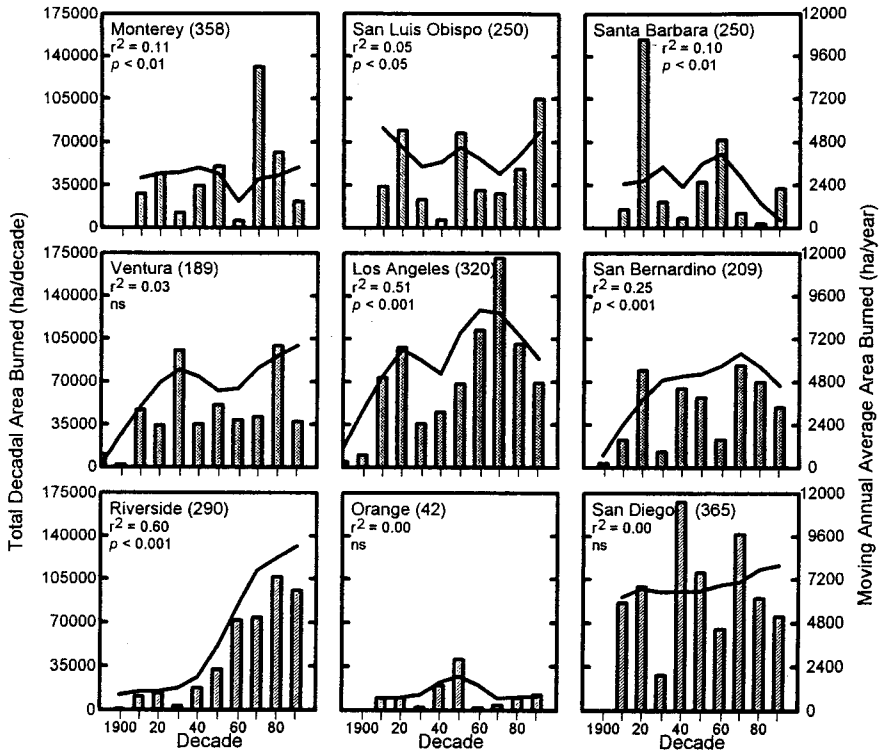 Total Decadal Area Burned (ha/decade)
Moving Annual Average Area Burned (ha/year)
175000
140000
105000
70000
35000
0
Monterey (358)
r2 = 0.11
p < 0.01
San Luis Obispo (250)
r2 = 0.05
p < 0.05
Santa Barbara (250)
r2 = 0.10
p < 0.01
12000
9600
7200
4800
2400
0
175000
140000
105000
70000
35000
0
Ventura (189)
r2 = 0.03
ns
Los Angeles (320)
r2 = 0.51
p < 0.001
San Bernardino (209)
r2 = 0.25
p < 0.001
12000
9600
7200
4800
2400
0
175000
140000
105000
70000
35000
0
Riverside (290)
r2 = 0.60
p < 0.001
Orange (42)
r2 = 0.00
ns
San Diego (365)
r2 = 0.00
ns
12000
9600
7200
4800
2400
0
1900 20 40 60 80
Decade
1900 20 40 60 80
Decade
1900 20 40 60 80
Decade